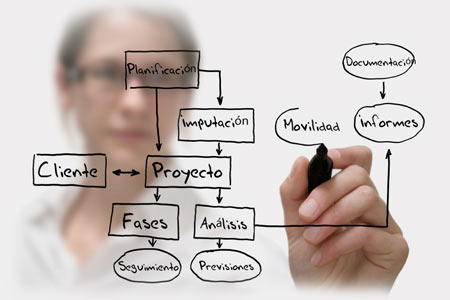 Documentación
Planificación
Imputación
Movilidad
informes
Cliente
Proyecto
Fases
Análisis
Seguimiento
Previsiones